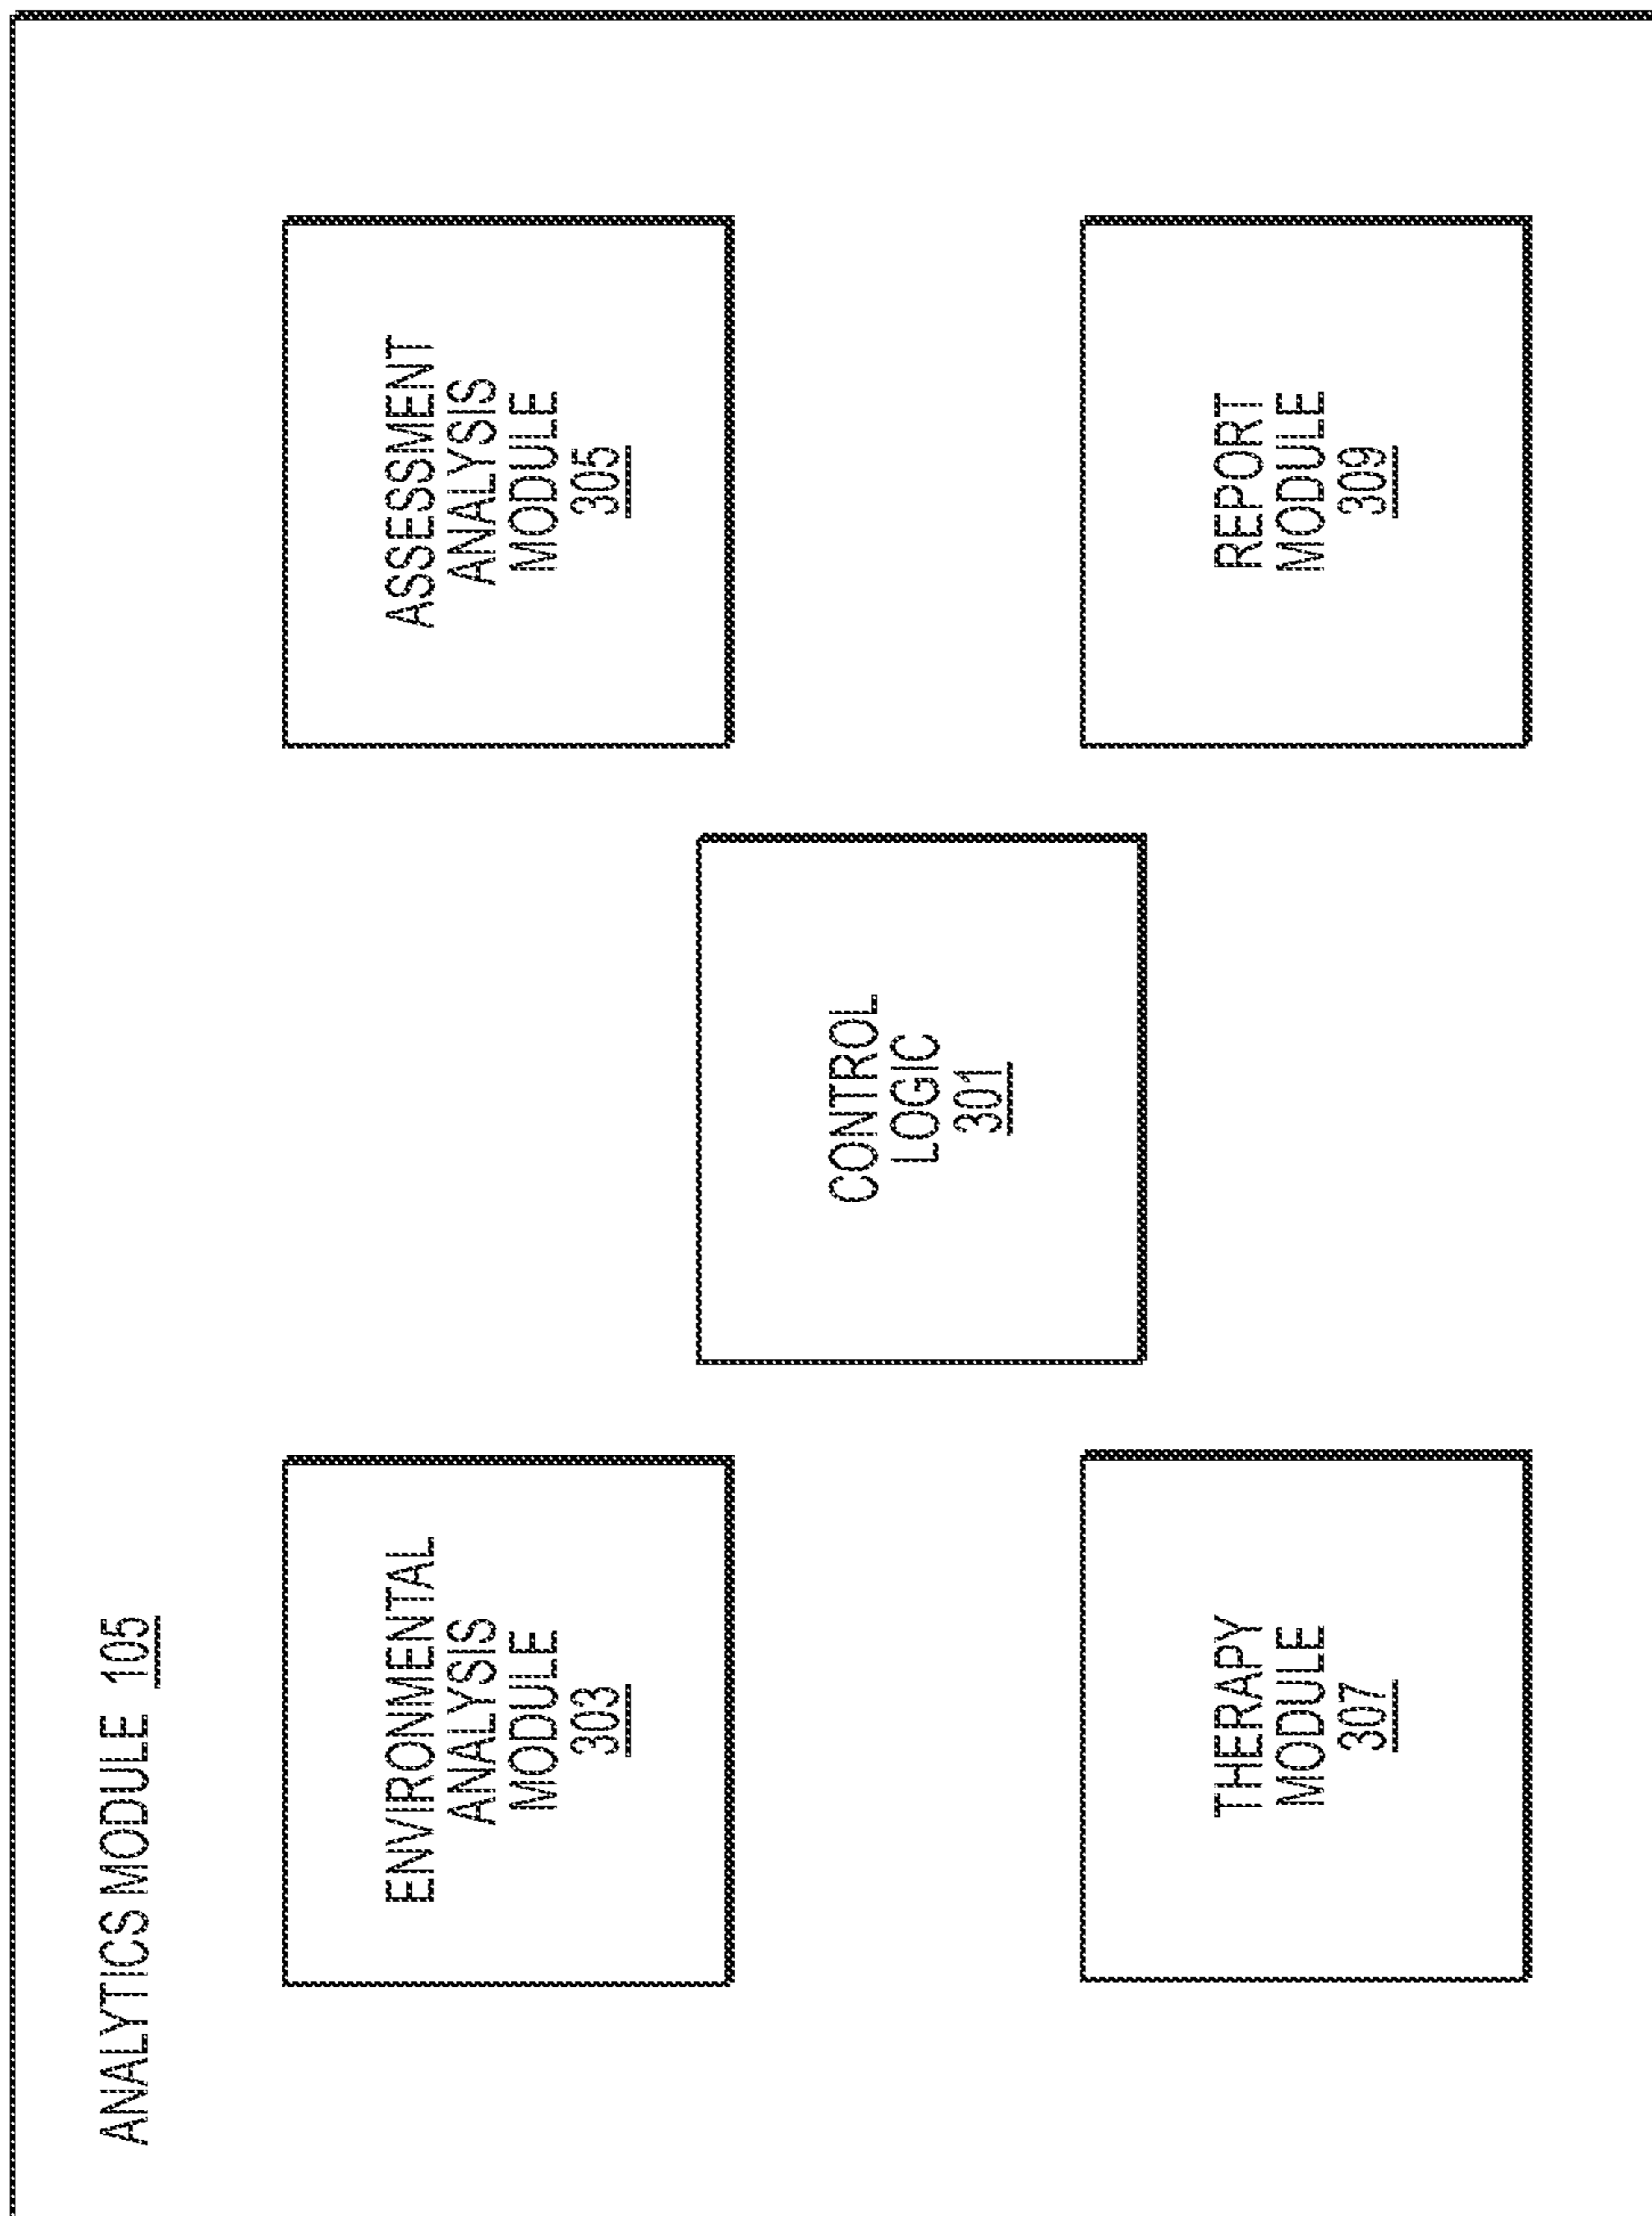 ANALYTICS MODULE 105
ENVIRONMENTAL
ANALYSIS
MODULE
303
ASSESSMENT
ANALYSIS
MODULE
305
CONTROL
LOGIC
301
THERAPY
MODULE
307
REPORT
MODULE
309